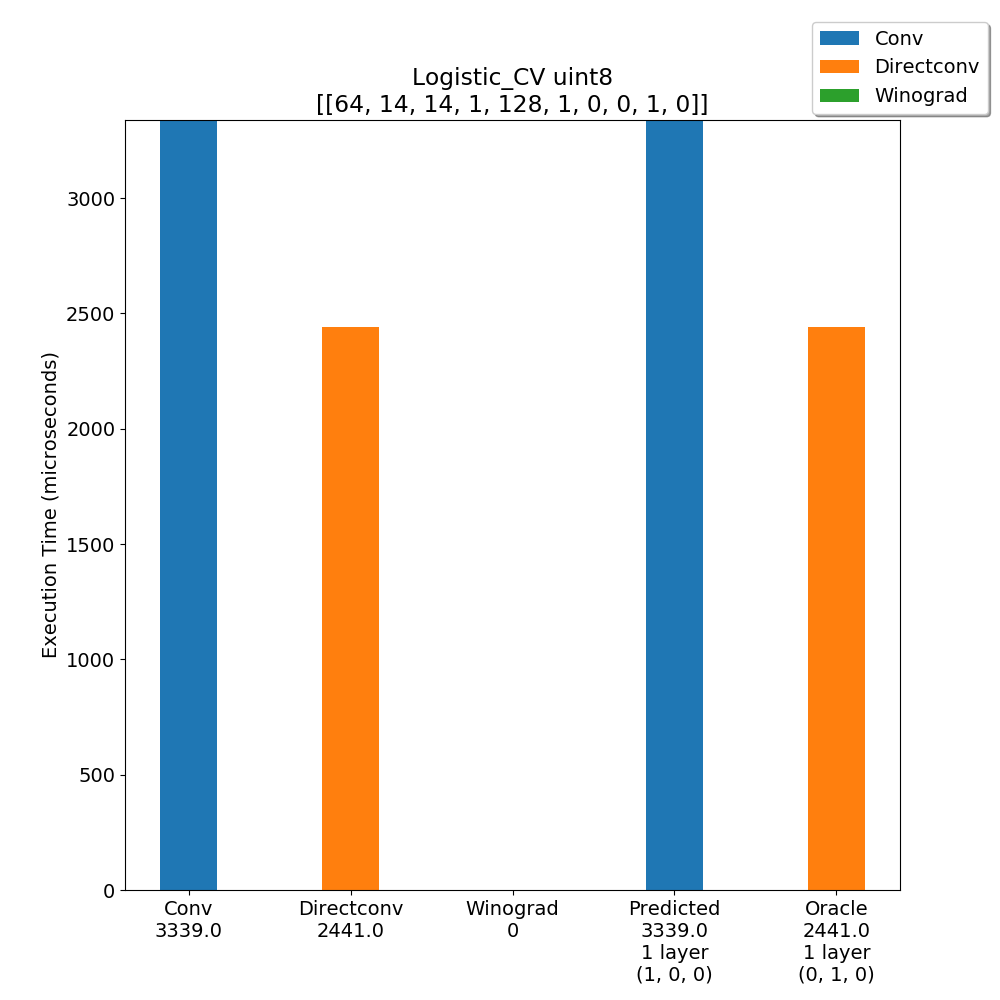 Conv
Directconv
Winograd
Logistic_CV uint8
[[64, 14, 14, 1, 128, 1, 0, 0, 1, 0]]
Execution Time (microseconds)
3000
2500
2000
1500
1000
500
0
Conv
3339.0
Directconv
2441.0
Winograd
0
Predicted
3339.0
1 layer
(1, 0, 0)
Oracle
2441.0
1 layer
(0, 1, 0)